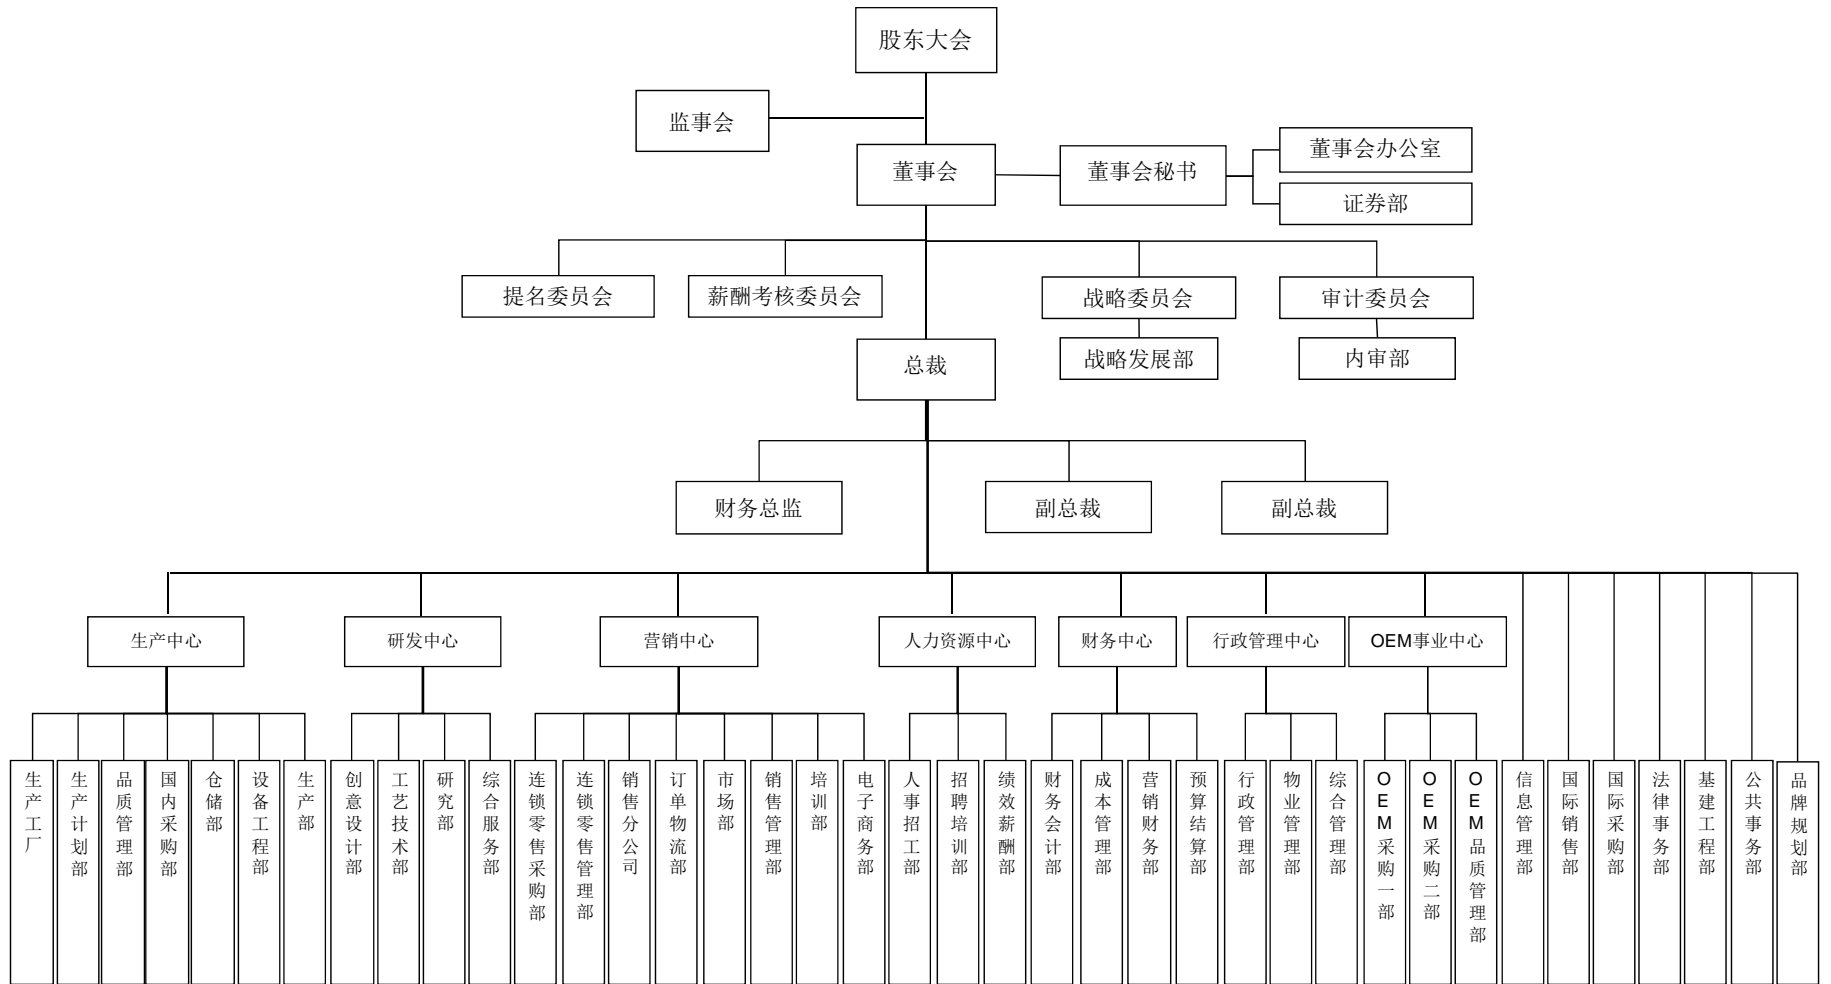 股东大会
监事会
董事会
董事会秘书
董事会办公室
证券部
提名委员会
薪酬考核委员会
战略委员会
审计委员会
战略发展部
内审部
总裁
财务总监
副总裁
副总裁
生产中心
研发中心
营销中心
人力资源中心
财务中心
行政管理中心
OEM事业中心
生产工厂
生产计划部
品质管理部
国内采购部
仓储部
设备工程部
生产部
创意设计部
工艺技术部
研究部
综合服务部
连锁零售采购部
连锁零售管理部
销售分公司
订单物流部
市场部
销售管理部
培训部
电子商务部
人事招工部
招聘培训部
绩效薪酬部
财务会计部
成本管理部
营销财务部
预算结算部
行政管理部
物业管理部
综合管理部
OEM采购一部
OEM采购二部
OEM品质管理部
信息管理部
国际销售部
国际采购部
法律事务部
基建工程部
公共事务部
品牌规划部